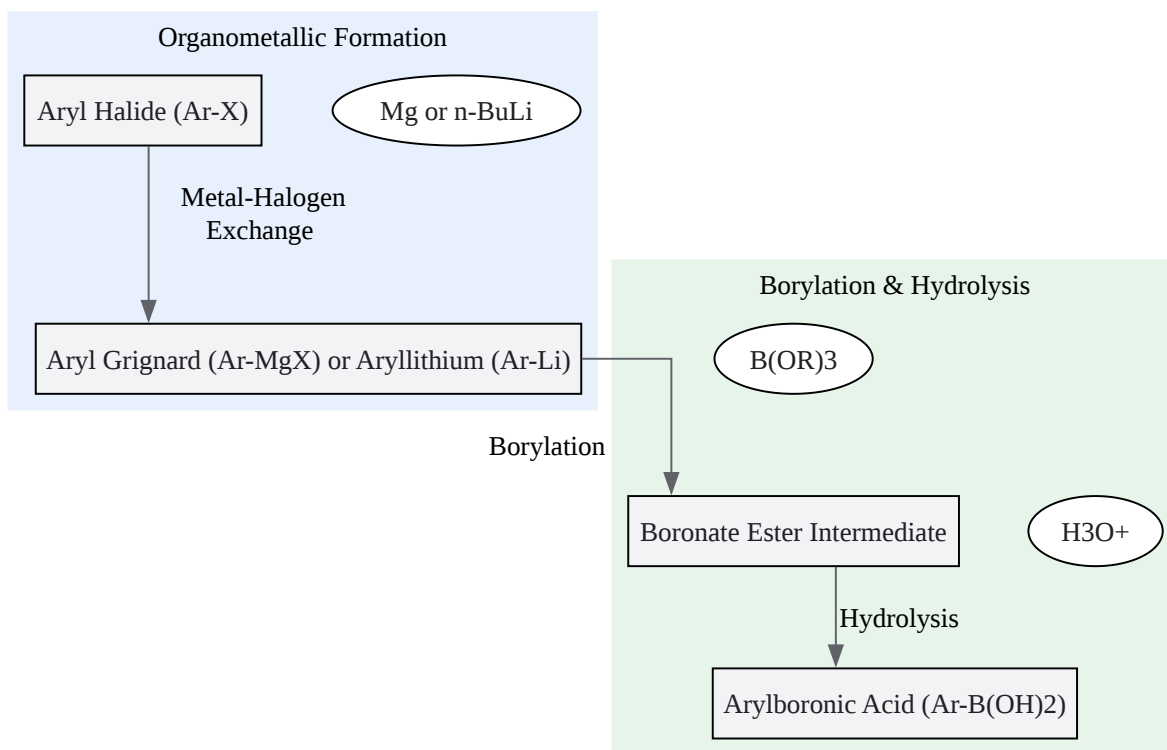 Organometallic Formation
Aryl Halide (Ar-X)
Mg or n-BuLi
Metal-Halogen
Exchange
Aryl Grignard (Ar-MgX) or Aryllithium (Ar-Li)
Borylation & Hydrolysis
B(OR)3
Borylation
Boronate Ester Intermediate
H3O+
Hydrolysis
Arylboronic Acid (Ar-B(OH)2)